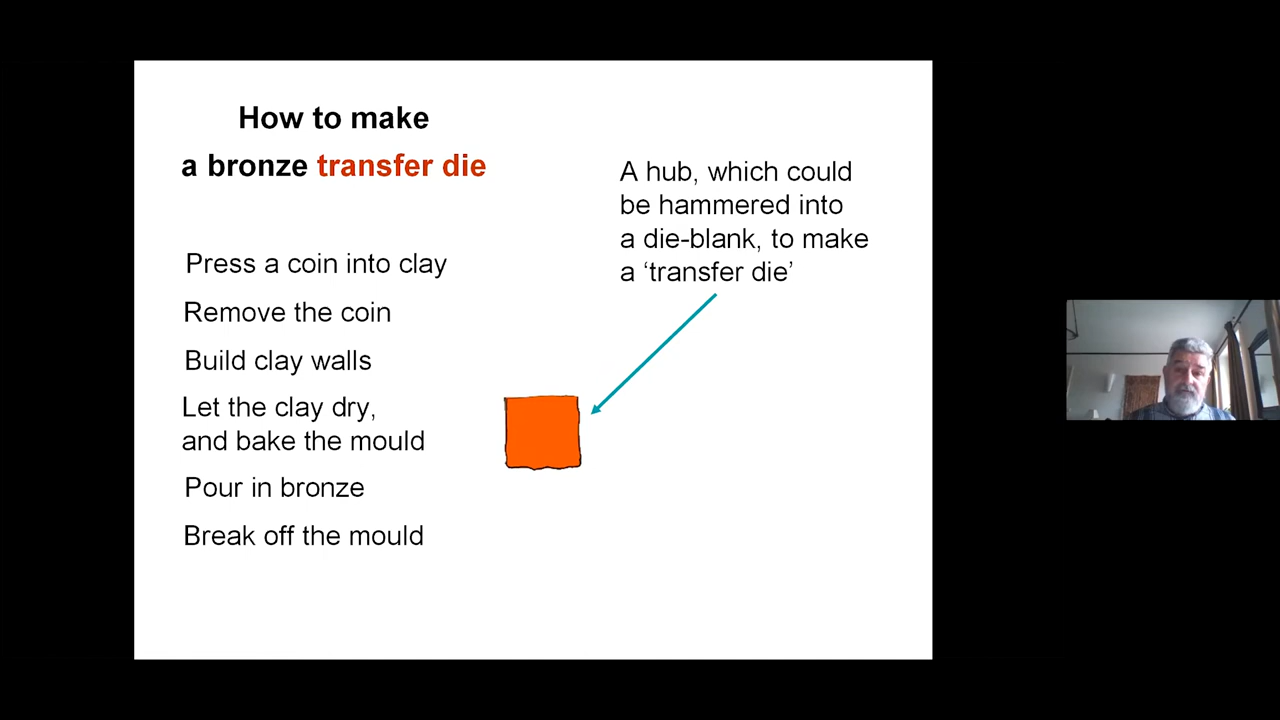 How to make
a bronze transfer die
Press a coin into clay
Remove the coin
Build clay walls
Let the clay dry,
and bake the mould
Pour in bronze
Break off the mould
A hub, which could
be hammered into
a die-blank, to make
a ‘transfer die’